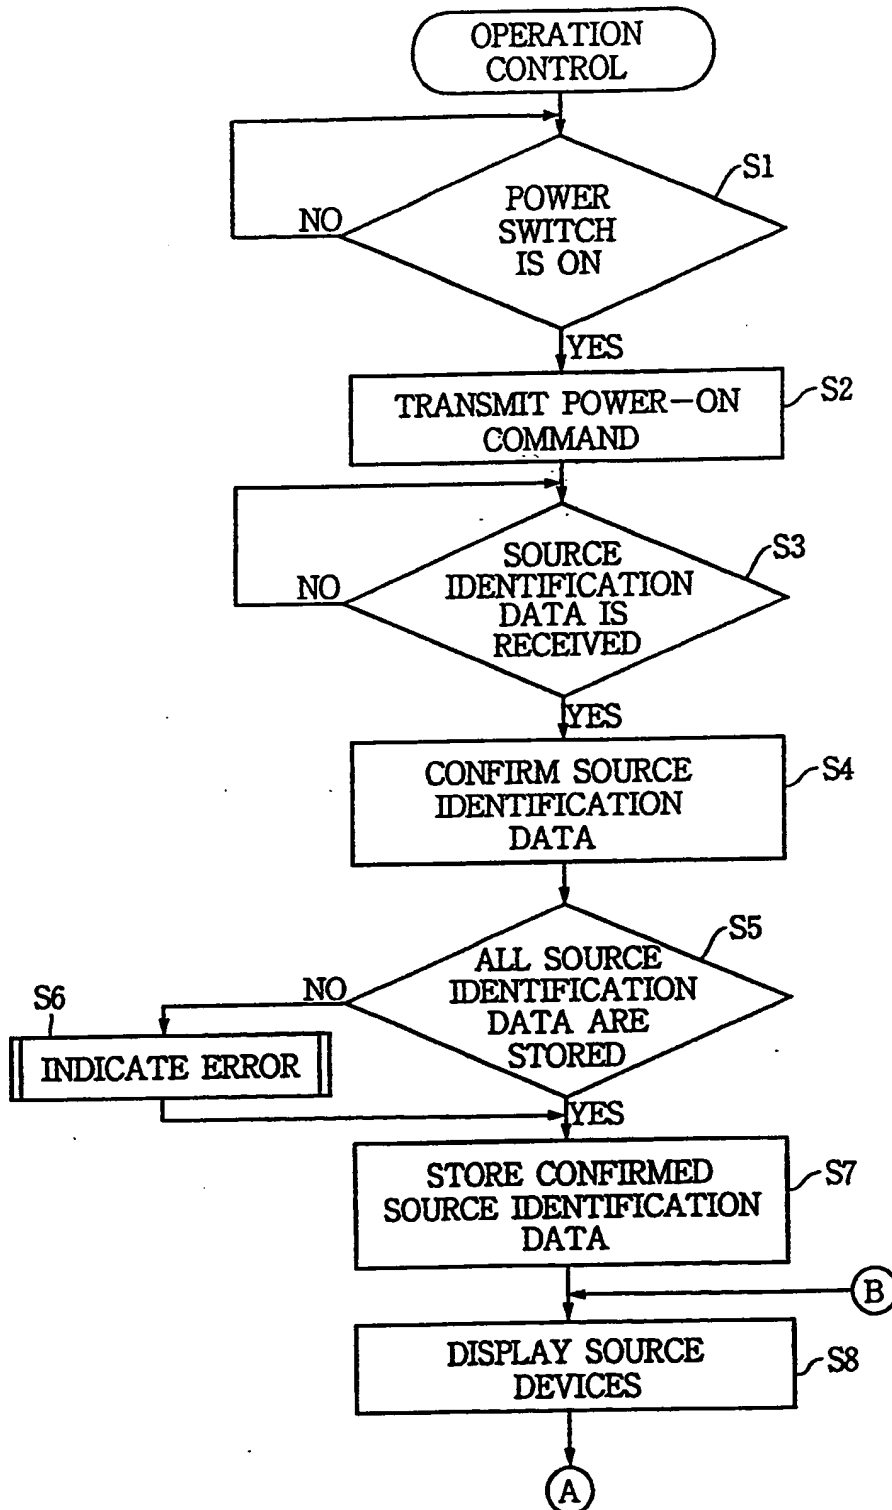 OPERATION
CONTROL
S1
POWER
SWITCH
IS ON
NO
YES
S2
TRANSMIT POWER-ON
COMMAND
S3
SOURCE
IDENTIFICATION
DATA IS
RECEIVED
NO
YES
S4
CONFIRM SOURCE
IDENTIFICATION
DATA
S5
ALL SOURCE
IDENTIFICATION
DATA ARE
STORED
NO
S6
INDICATE ERROR
YES
S7
STORE CONFIRMED
SOURCE IDENTIFICATION
DATA
B
S8
DISPLAY SOURCE
DEVICES
A